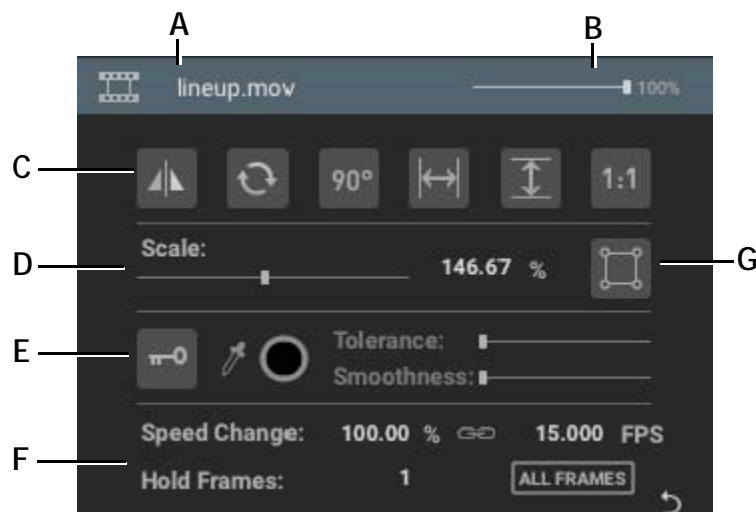 A
B
lineup.mov
100%
C
90°
1:1
D
Scale:
146.67 %
G
E
Tolerance:
Smoothness:
Speed Change: 100.00 % 15.000 FPS
F
Hold Frames: 1 ALL FRAMES